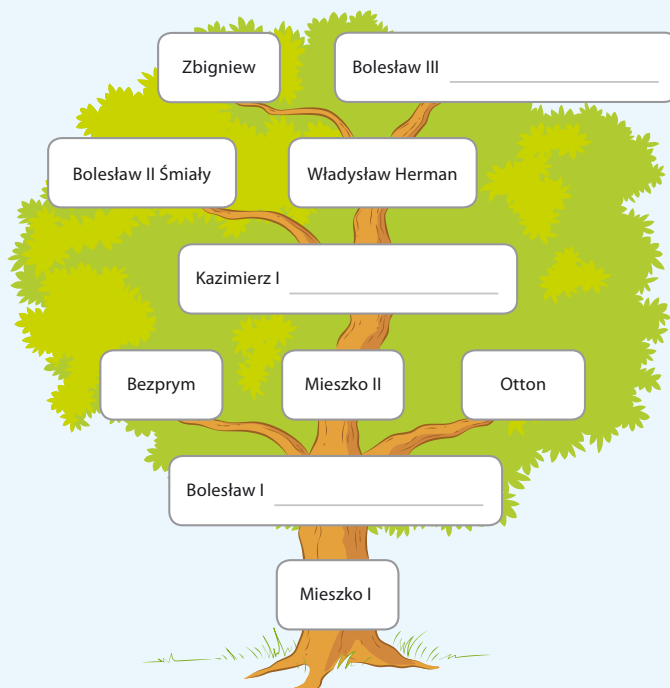 Zbigniew
Bolesław III
Bolesław II Śmiały
Władysław Herman
Kazimierz I
Bezprym
Mieszko II
Otton
Bolesław I
Mieszko I